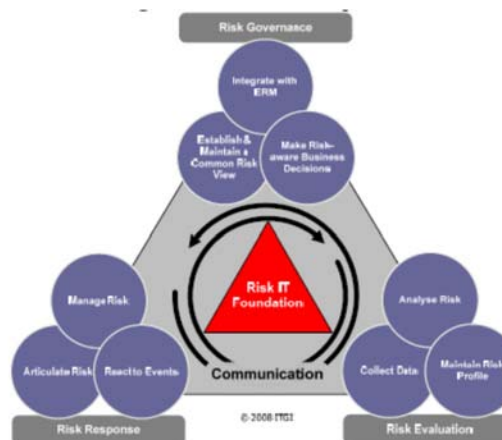 Risk Governance
Integrate with
ERM
Establish &
Maintain a
Common Risk
View
Make Risk-
aware Business
Decisions
Risk IT
Foundation
Manage Risk
Articulate Risk
React to Events
Analyse Risk
Collect Data
Maintain Risk
Profile
Communication
© 2008 ITGI
Risk Response
Risk Evaluation